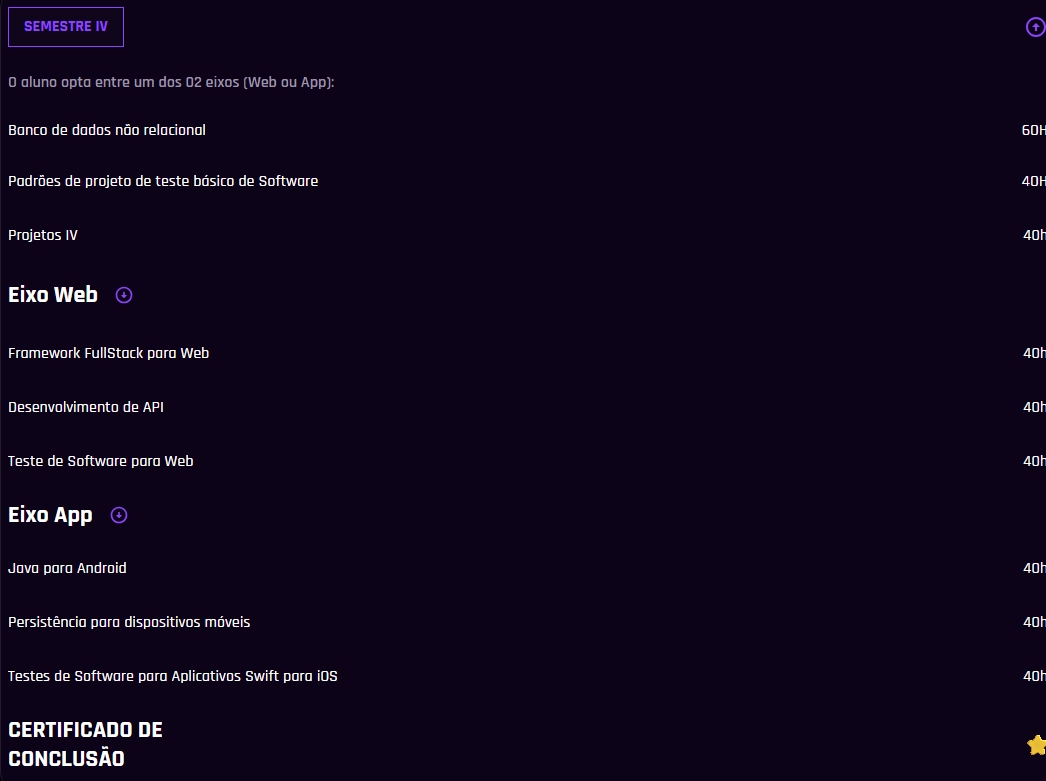 SEMESTRE IV
O aluno opta entre um dos 02 eixos (Web ou App):
Banco de dados não relacional 60H
Padrões de projeto de teste básico de Software 40H
Projetos IV 40h
Eixo Web
Framework FullStack para Web 40h
Desenvolvimento de API 40h
Teste de Software para Web 40h
Eixo App
Java para Android 40h
Persistência para dispositivos móveis 40h
Testes de Software para Aplicativos Swift para iOS 40h
CERTIFICADO DE
CONCLUSÃO